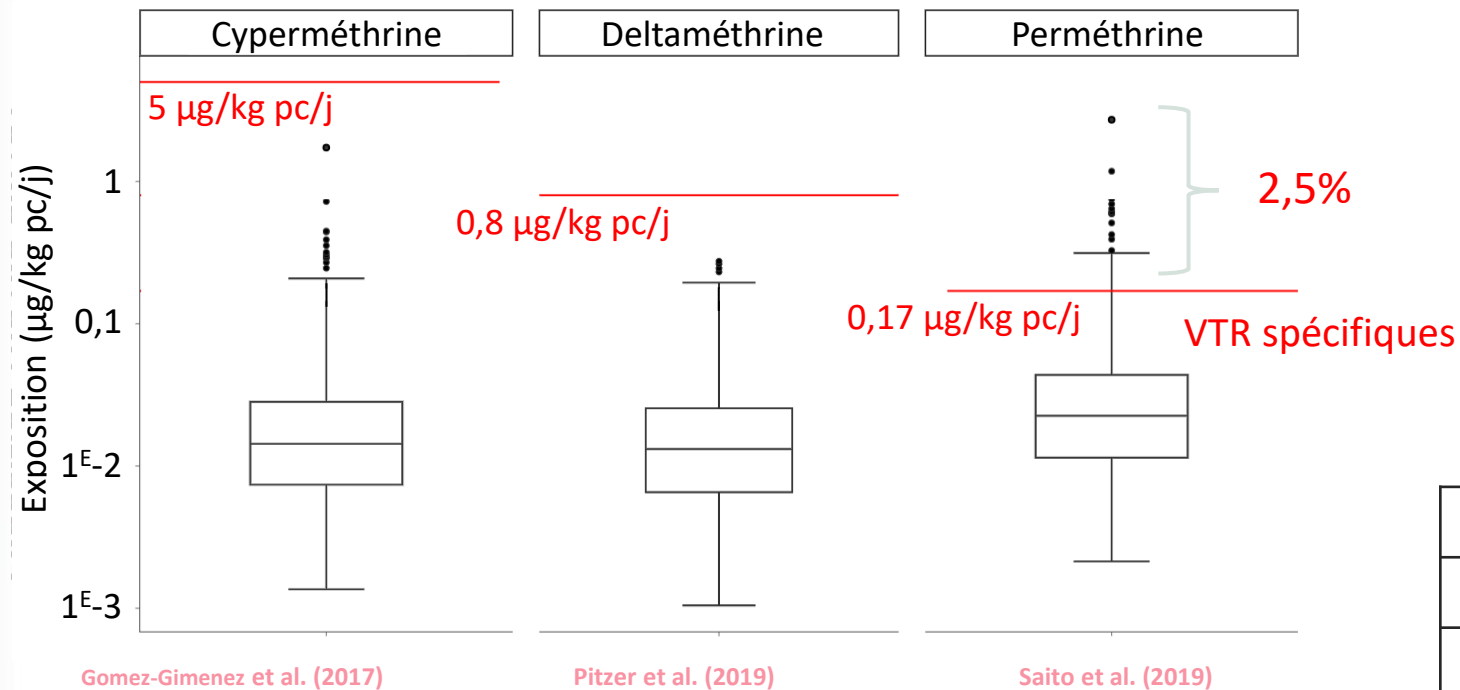 Cyperméthrine
Deltaméthrine
Perméthrine
5 µg/kg pc/j
0,8 µg/kg pc/j
0,17 µg/kg pc/j
2,5%
VTR spécifiques
Exposition (µg/kg pc/j)
1
0,1
1ᴱ-2
1ᴱ-3
Gomez-Gimenez et al. (2017)
Pitzer et al. (2019)
Saito et al. (2019)